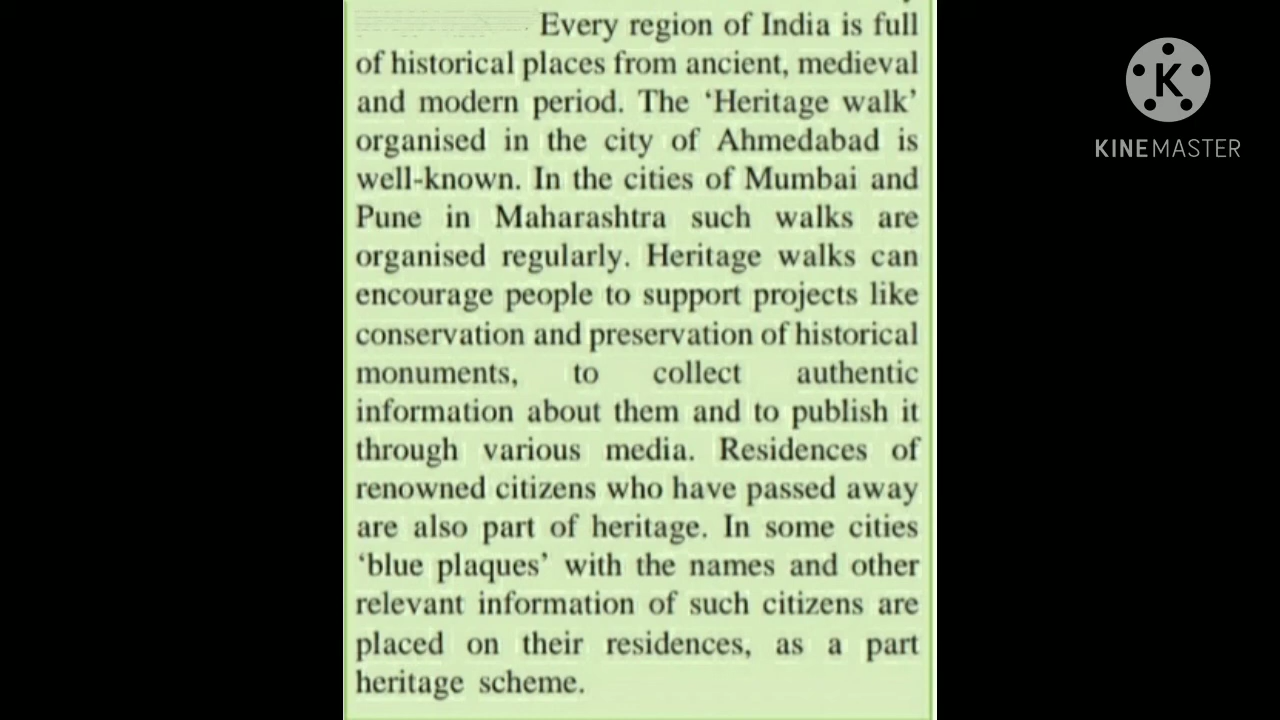 Every region of India is full
of historical places from ancient, medieval
and modern period. The ‘Heritage walk’
organised in the city of Ahmedabad is
well-known. In the cities of Mumbai and
Pune in Maharashtra such walks are
organised regularly. Heritage walks can
encourage people to support projects like
conservation and preservation of historical
monuments, to collect authentic
information about them and to publish it
through various media. Residences of
renowned citizens who have passed away
are also part of heritage. In some cities
‘blue plaques’ with the names and other
relevant information of such citizens are
placed on their residences, as a part
heritage scheme.
K
KINEMASTER